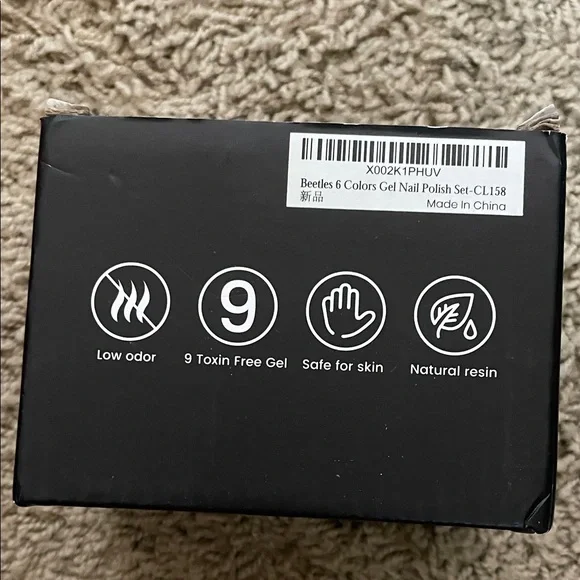 X002K1PHUV
Beetles 6 Colors Gel Nail Polish Set-CL158
新品
Made In China
9
Low odor
9 Toxin Free Gel
Safe for skin
Natural resin